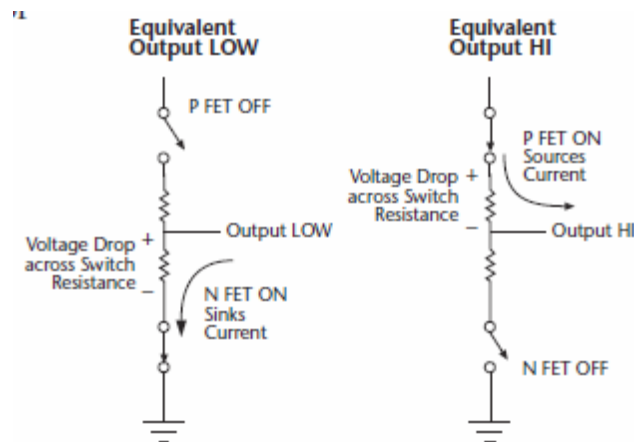 Equivalent
Output LOW
P FET OFF
Voltage Drop +
across Switch
Resistance –
Output LOW
N FET ON
Sinks
Current
Equivalent
Output HI
P FET ON
Sources
Current
Voltage Drop +
across Switch
Resistance –
Output HI
N FET OFF